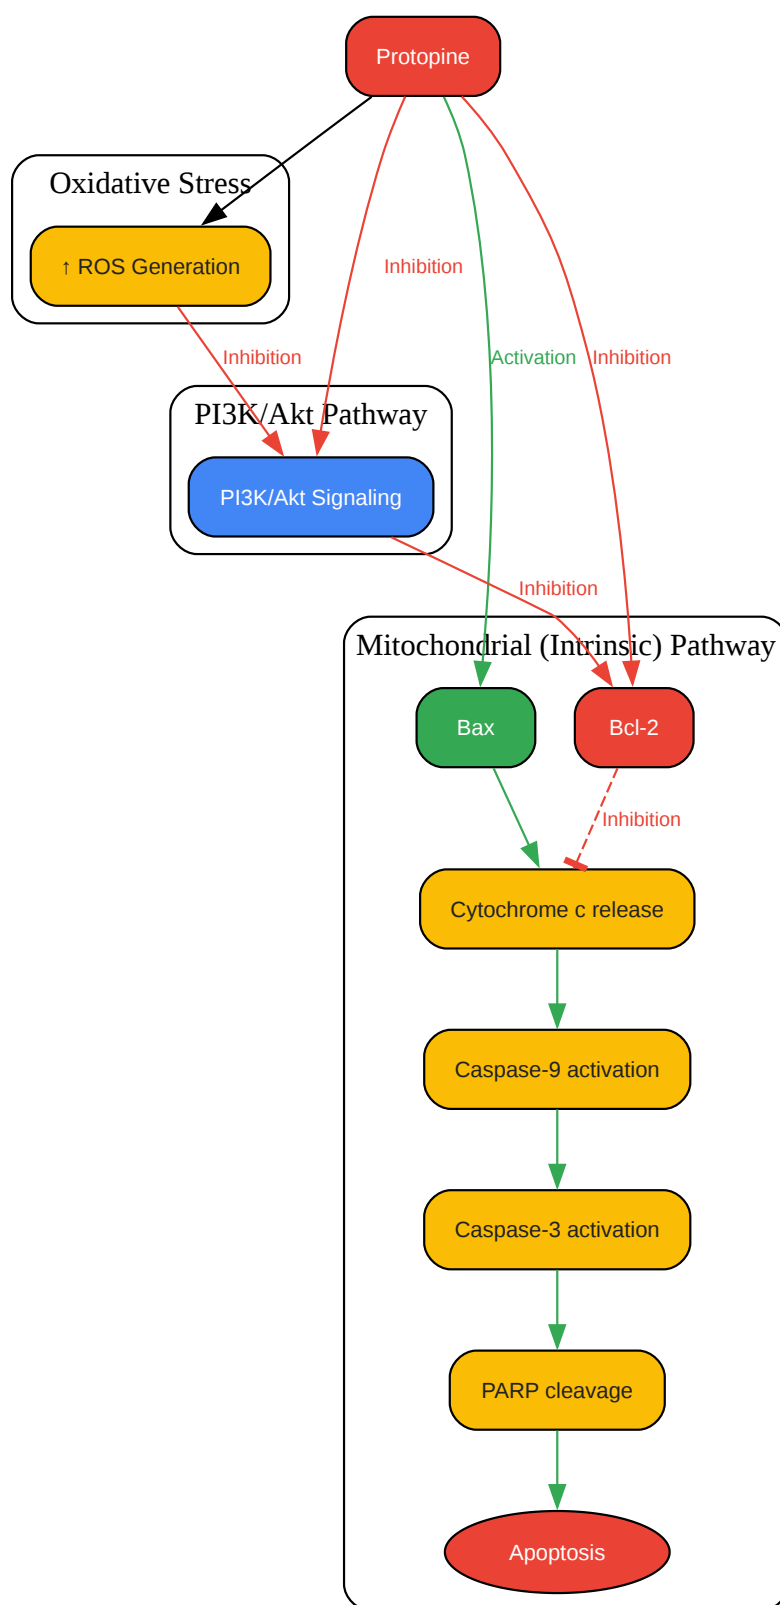 Protopine
Oxidative Stress
↑ ROS Generation
Inhibition
Inhibition
Activation
Inhibition
PI3K/Akt Pathway
PI3K/Akt Signaling
Inhibition
Mitochondrial (Intrinsic) Pathway
Bax
Bcl-2
Inhibition
Cytochrome c release
Caspase-9 activation
Caspase-3 activation
PARP cleavage
Apoptosis